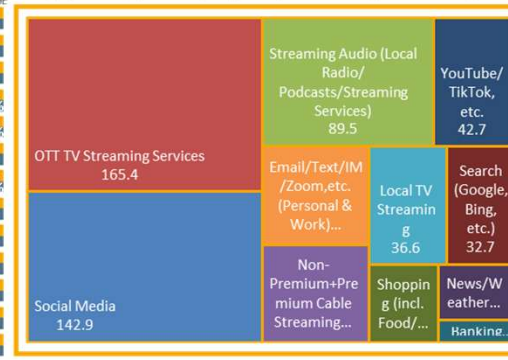 OTT TV Streaming Services
165.4
Social Media
142.9
Streaming Audio (Local
Radio/
Podcasts/Streaming
Services)
89.5
YouTube/
TikTok,
etc.
42.7
Email/Text/IM
/Zoom,etc.
(Personal &
Work)...
Local TV
Streamin
g
36.6
Search
(Google,
Bing,
etc.)
32.7
Non-
Premium+Pre
mium Cable
Streaming...
Shoppin
g (incl.
Food/...
News/W
eather...
Banking...